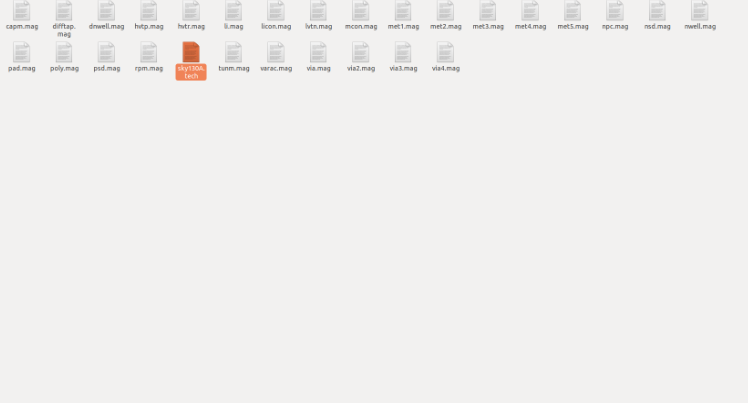 capm.mag difftap. dnwell.mag hvtp.mag hvtr.mag li.mag licon.mag lvtn.mag mcon.mag met1.mag met2.mag met3.mag met4.mag met5.mag npc.mag nsd.mag nwell.mag
mag
pad.mag poly.mag psd.mag rpm.mag sky130A. tunm.mag varac.mag via.mag via2.mag via3.mag via4.mag
tech